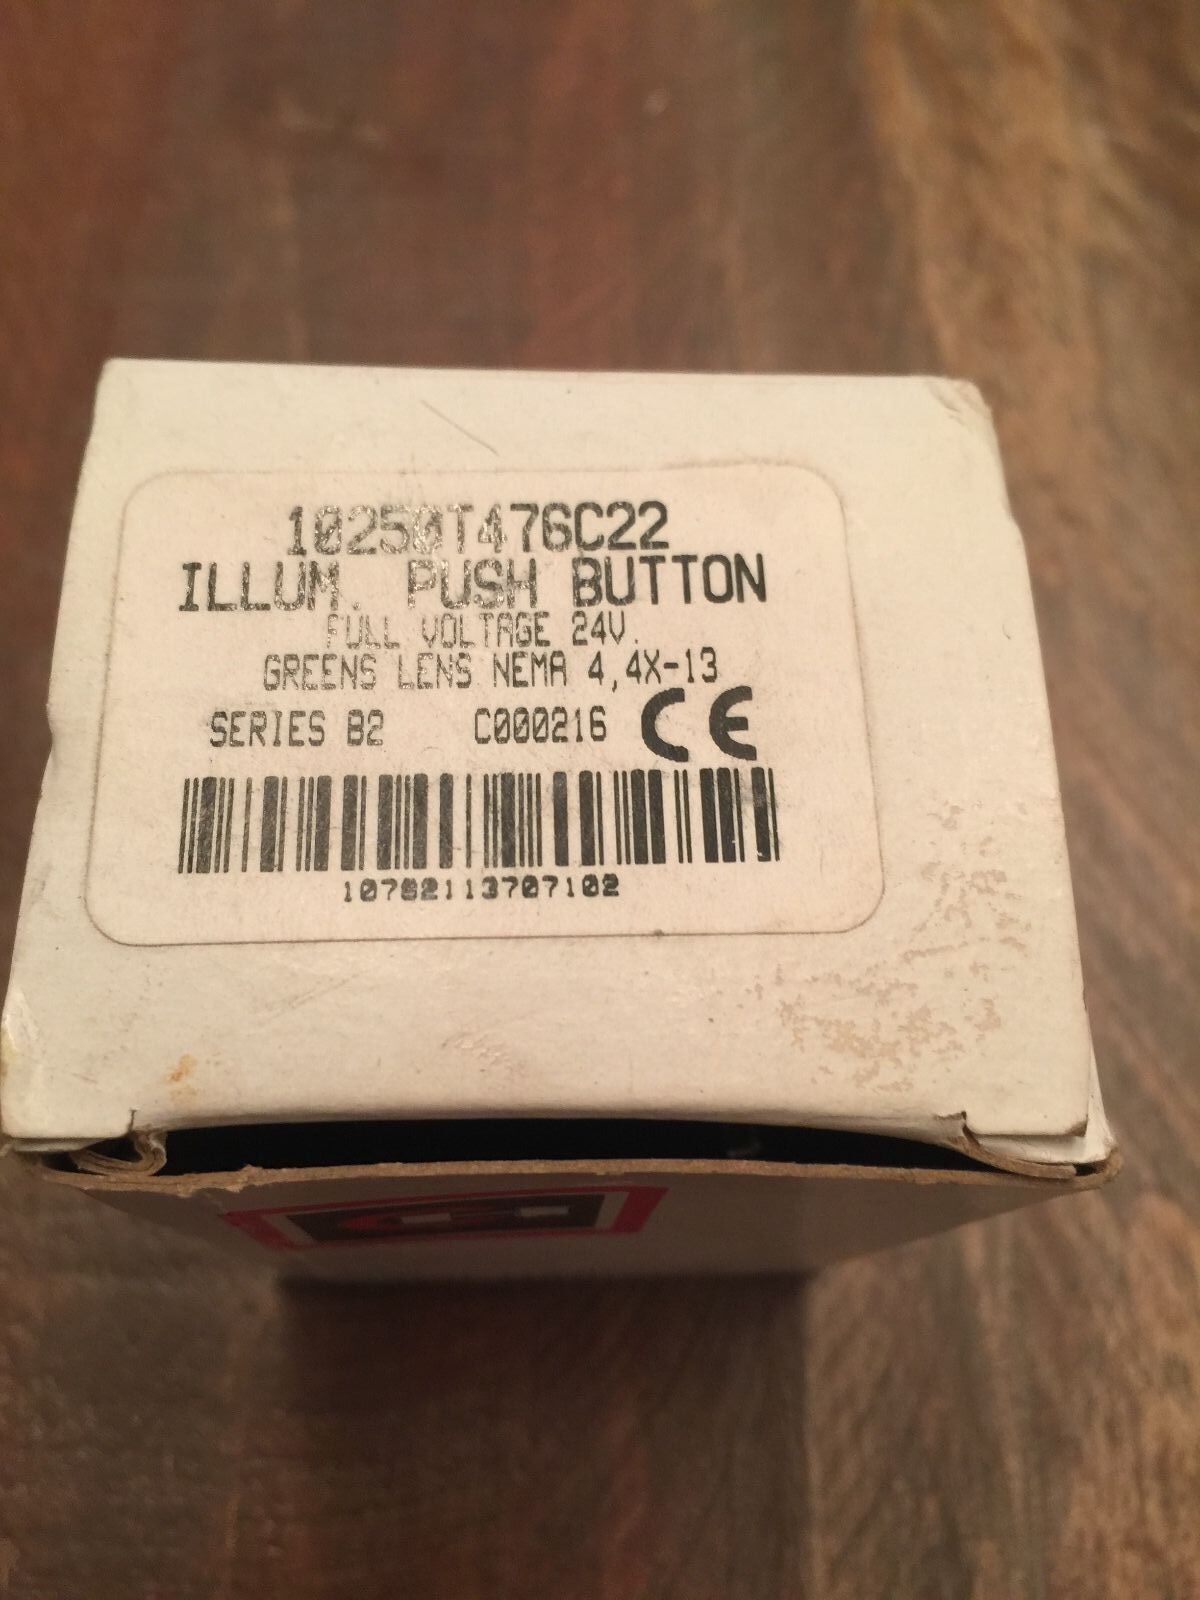 10250T476C22
ILLUM. PUSH BUTTON
FULL VOLTAGE 24V.
GREENS LENS NEMA 4,4X-13
SERIES B2 C000216 CE
10782113707102